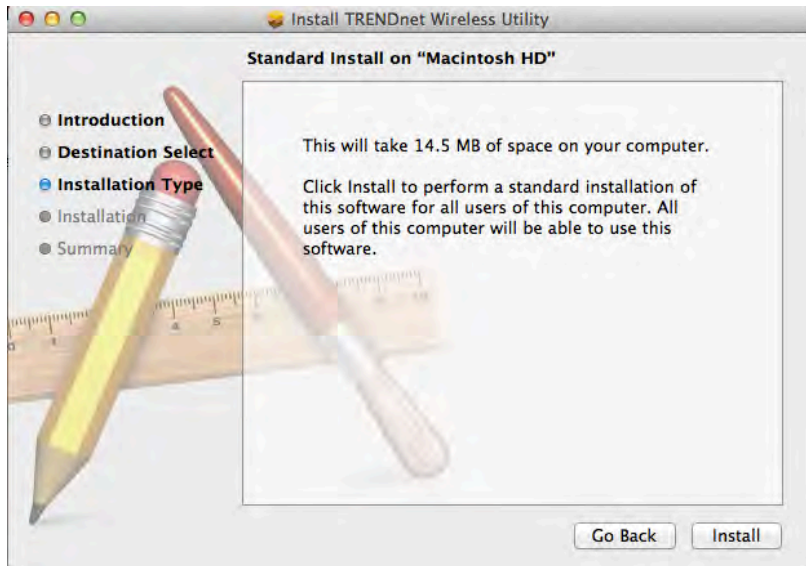 Install TRENDnet Wireless Utility
Standard Install on “Macintosh HD”
Introduction
Destination Select
Installation Type
Installation
Summary
This will take 14.5 MB of space on your computer.
Click Install to perform a standard installation of
this software for all users of this computer. All
users of this computer will be able to use this
software.
4 5
Go Back
Install